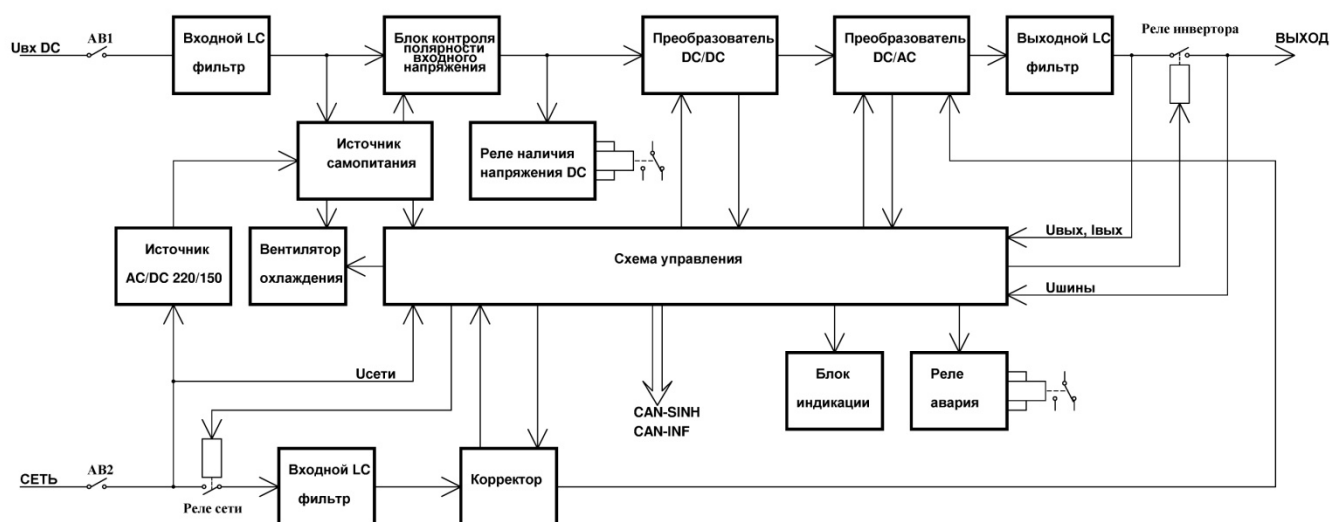 Uвх DC
АВ1
Входной LC
фильтр
Блок контроля
полярности
входного
напряжения
Преобразователь
DC/DC
Преобразователь
DC/AC
Выходной LC
фильтр
Реле инвертора
ВЫХОД
Источник
самопитания
Реле наличия
напряжения DC
Источник
AC/DC 220/150
Вентилятор
охлаждения
Схема управления
Uвых, Iвых
Uшины
Uсети
CAN-SINH
CAN-INF
Блок
индикации
Реле
авария
СЕТЬ
АВ2
Реле сети
Входной LC
фильтр
Корректор